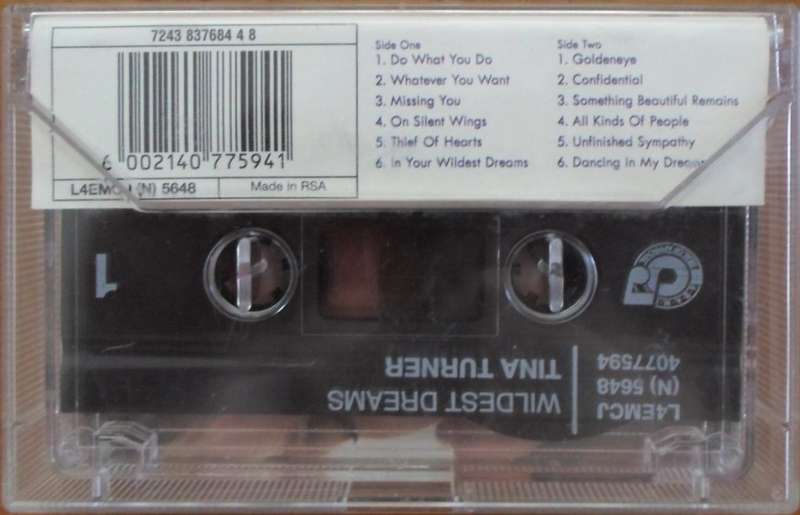 7243 837684 4 8
6 002140 775941
L4EMCJ (N) 5648
Made in RSA
Side One
1. Do What You Do
2. Whatever You Want
3. Missing You
4. On Silent Wings
5. Thief Of Hearts
6. In Your Wildest Dreams
Side Two
1. Goldeneye
2. Confidential
3. Something Beautiful Remains
4. All Kinds Of People
5. Unfinished Sympathy
6. Dancing In My Dreams
1
L4EMCJ
(N) 5648
4077594
WILDEST DREAMS
TINA TURNER